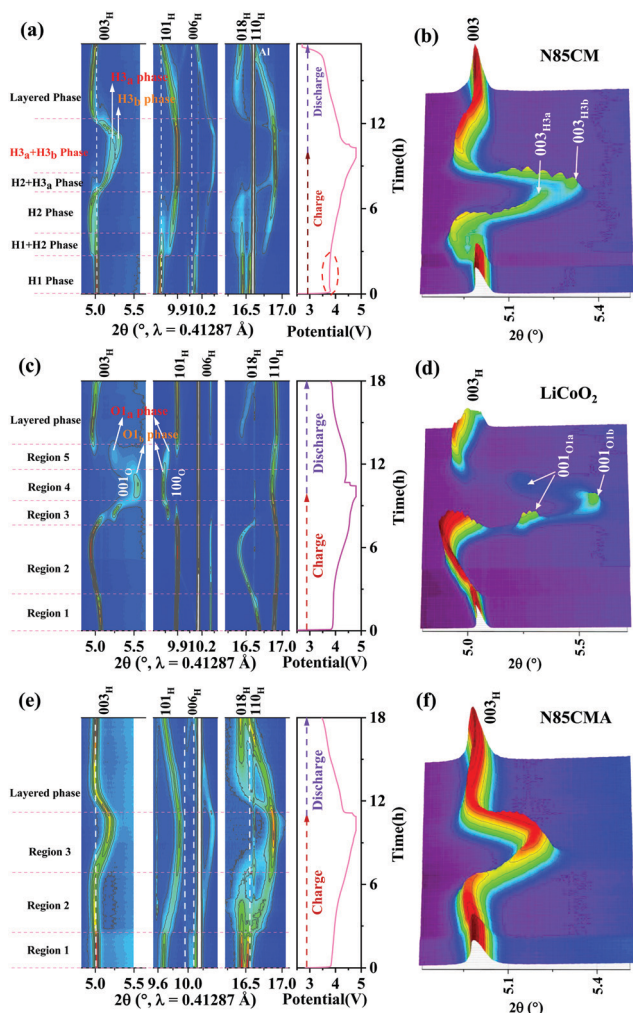 (a)
003H
101H
006H
018H
110H
Al
H3a phase
H3b phase
Layered Phase
H3a+H3b Phase
H2+H3a Phase
H2 Phase
H1+H2 Phase
H1 Phase
Discharge
Charge
Time(h)
12
6
0
5.0 5.5 9.9 10.2 16.5 17.0 3 4 5
2θ (°, λ = 0.41287 Å) Potential(V)
(b)
N85CM
003
003H3a
003H3b
5.1 5.4
2θ (°)
(c)
003H
101H
006H
018H
110H
O1a phase
O1b phase
001O
100O
Layered phase
Region 5
Region 4
Region 3
Region 2
Region 1
Discharge
Charge
Time(h)
18
12
6
0
5.0 5.5 9.9 10.2 16.5 17.0 3 4 5
2θ (°, λ = 0.41287 Å) Potential(V)
(d)
LiCoO2
003H
001O1a
001O1b
5.0 5.5
2θ (°)
(e)
003H
101H
006H
018H
110H
Layered phase
Region 3
Region 2
Region 1
Discharge
Charge
Time(h)
18
12
6
0
5.0 5.5 9.6 10.0 16.5 17.0 3 4 5
2θ (°, λ = 0.41287 Å) Potential(V)
(f)
N85CMA
003H
5.1 5.4
2θ (°)